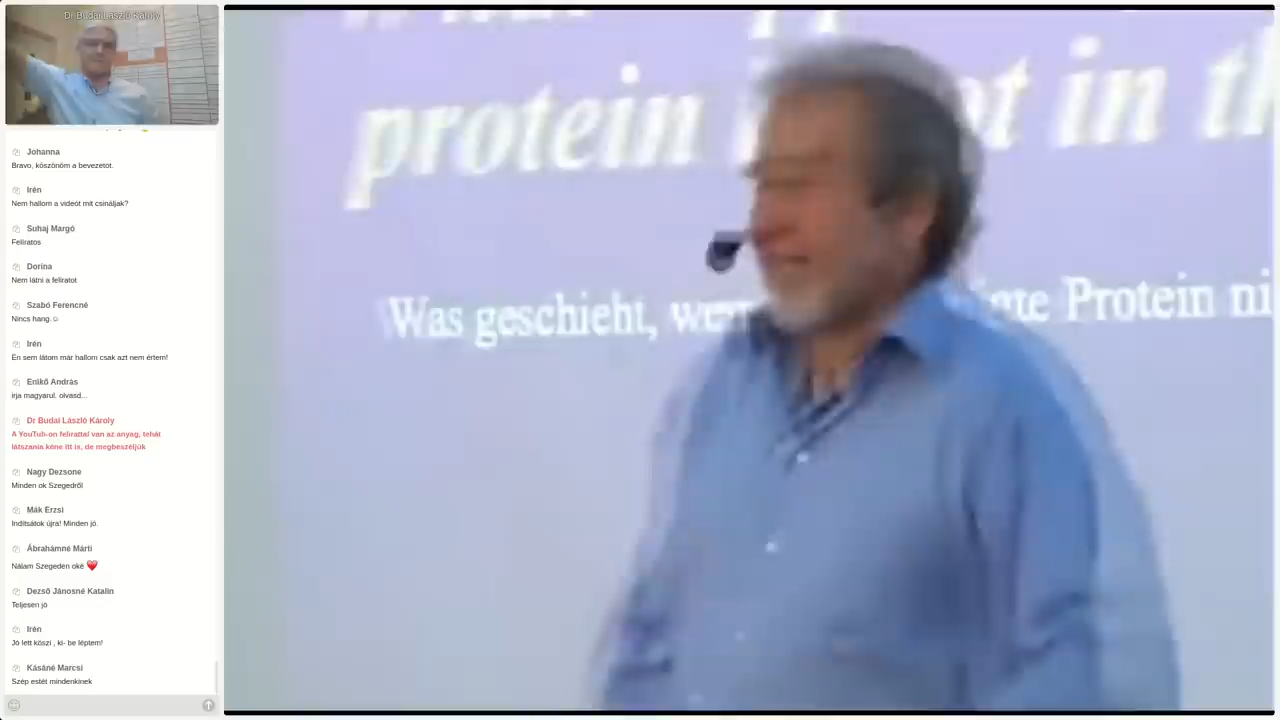 Dr Budai László Károly
Johanna
Bravo, köszönöm a bevezetot.
Irén
Nem hallom a videót mit csináljak?
Suhaj Margó
Feliratos
Dorina
Nem látni a feliratot
Szabó Ferencné
Nincs hang.☺
Irén
Én sem látom már hallom csak azt nem értem!
Enikő András
irja magyarul. olvasd...
Dr Budai László Károly
A YouTub-on felirattal van az anyag, tehát
látszania kéne itt is, de megbeszéljük
Nagy Dezsone
Minden ok Szegedről
Mák Erzsi
Indítsátok újra! Minden jó.
Ábrahámné Márti
Nálam Szegeden oké ❤️
Dezső Jánosné Katalin
Teljesen jó
Irén
Jó lett köszi , ki- be léptem!
Kásáné Marcsi
Szép estét mindenkinek
protein in th
Was geschieht, Protein ni